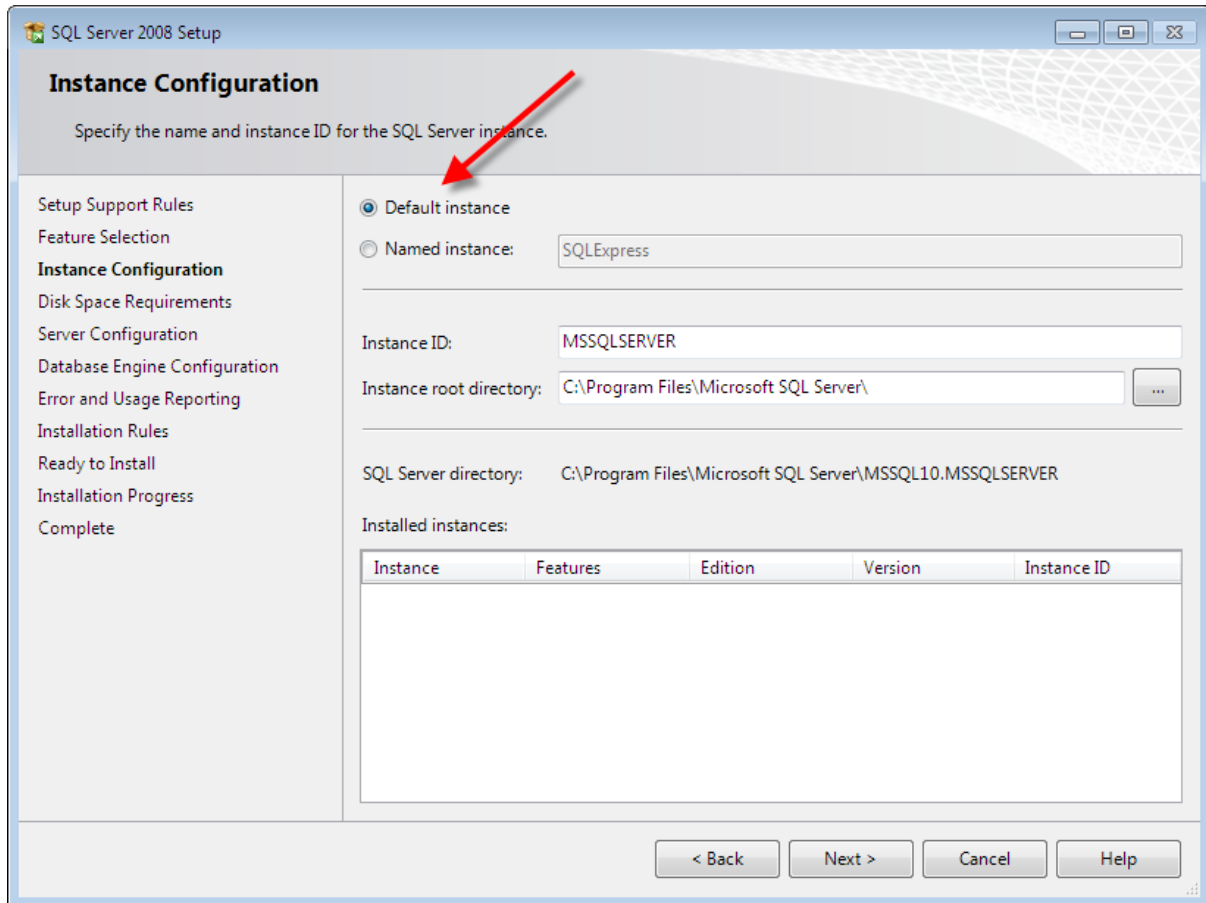 SQL Server 2008 Setup
Instance Configuration
Specify the name and instance ID for the SQL Server instance.
Setup Support Rules
Feature Selection
Instance Configuration
Disk Space Requirements
Server Configuration
Database Engine Configuration
Error and Usage Reporting
Installation Rules
Ready to Install
Installation Progress
Complete
Default instance
Named instance: SQLExpress
Instance ID: MSSQLSERVER
Instance root directory: C:\Program Files\Microsoft SQL Server\ ...
SQL Server directory: C:\Program Files\Microsoft SQL Server\MSSQL10.MSSQLSERVER
Installed instances:
Instance Features Edition Version Instance ID
< Back Next > Cancel Help